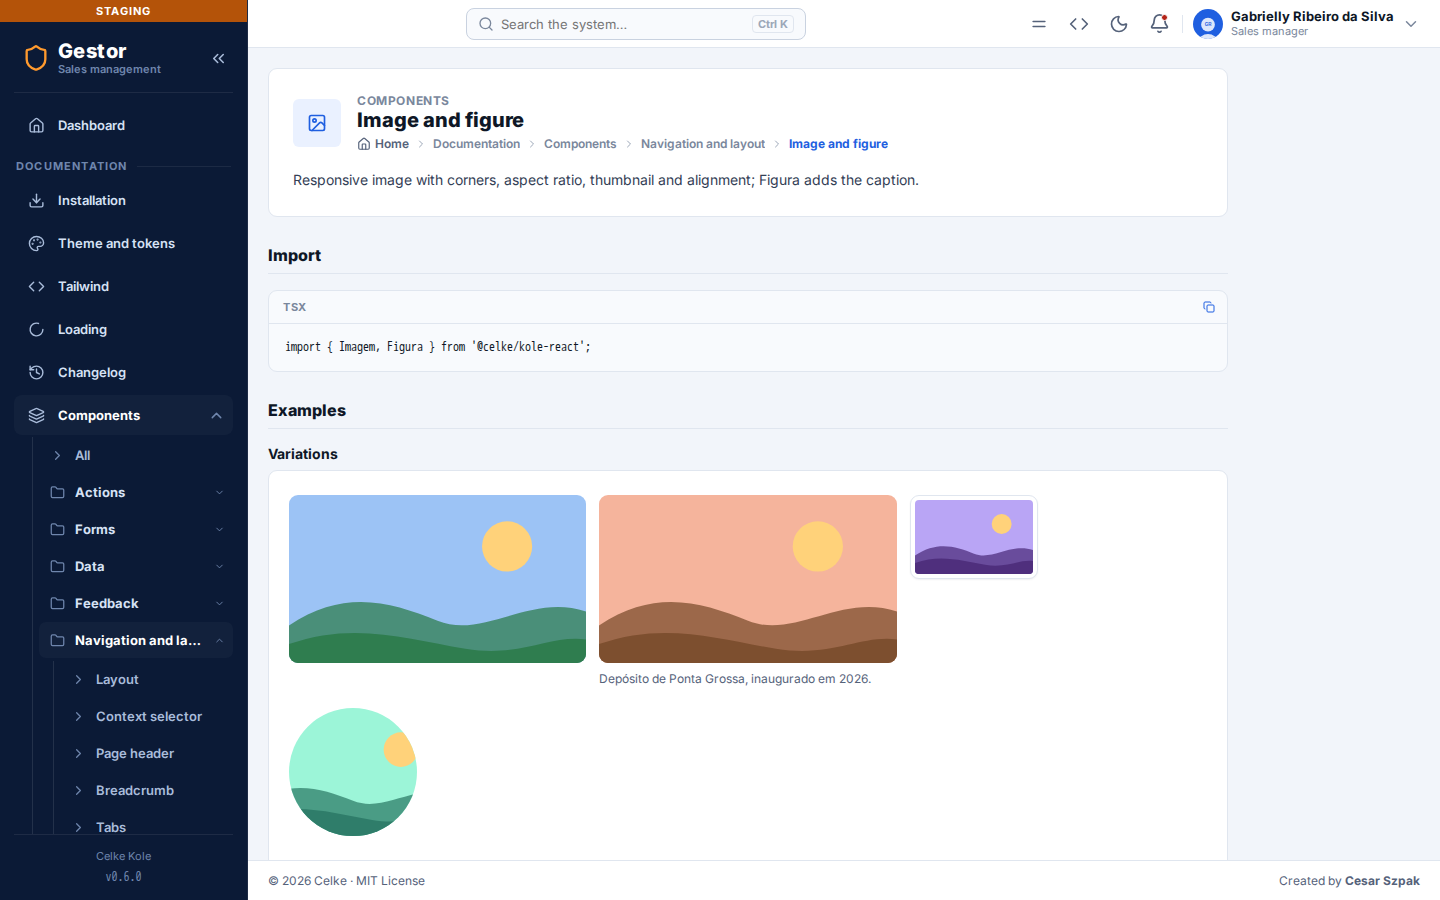 STAGING
Gestor
Sales management
Search the system...
Ctrl K
GR
Gabrielly Ribeiro da Silva
Sales manager
Dashboard
DOCUMENTATION
Installation
Theme and tokens
Tailwind
Loading
Changelog
Components
All
Actions
Forms
Data
Feedback
Navigation and la...
Layout
Context selector
Page header
Breadcrumb
Tabs
Celke Kole
v0.6.0
COMPONENTS
Image and figure
Home > Documentation > Components > Navigation and layout > Image and figure
Responsive image with corners, aspect ratio, thumbnail and alignment; Figura adds the caption.
Import
TSX
import { Imagem, Figura } from '@celke/kole-react';
Examples
Variations
Depósito de Ponta Grossa, inaugurado em 2026.
© 2026 Celke · MIT License
Created by Cesar Szpak